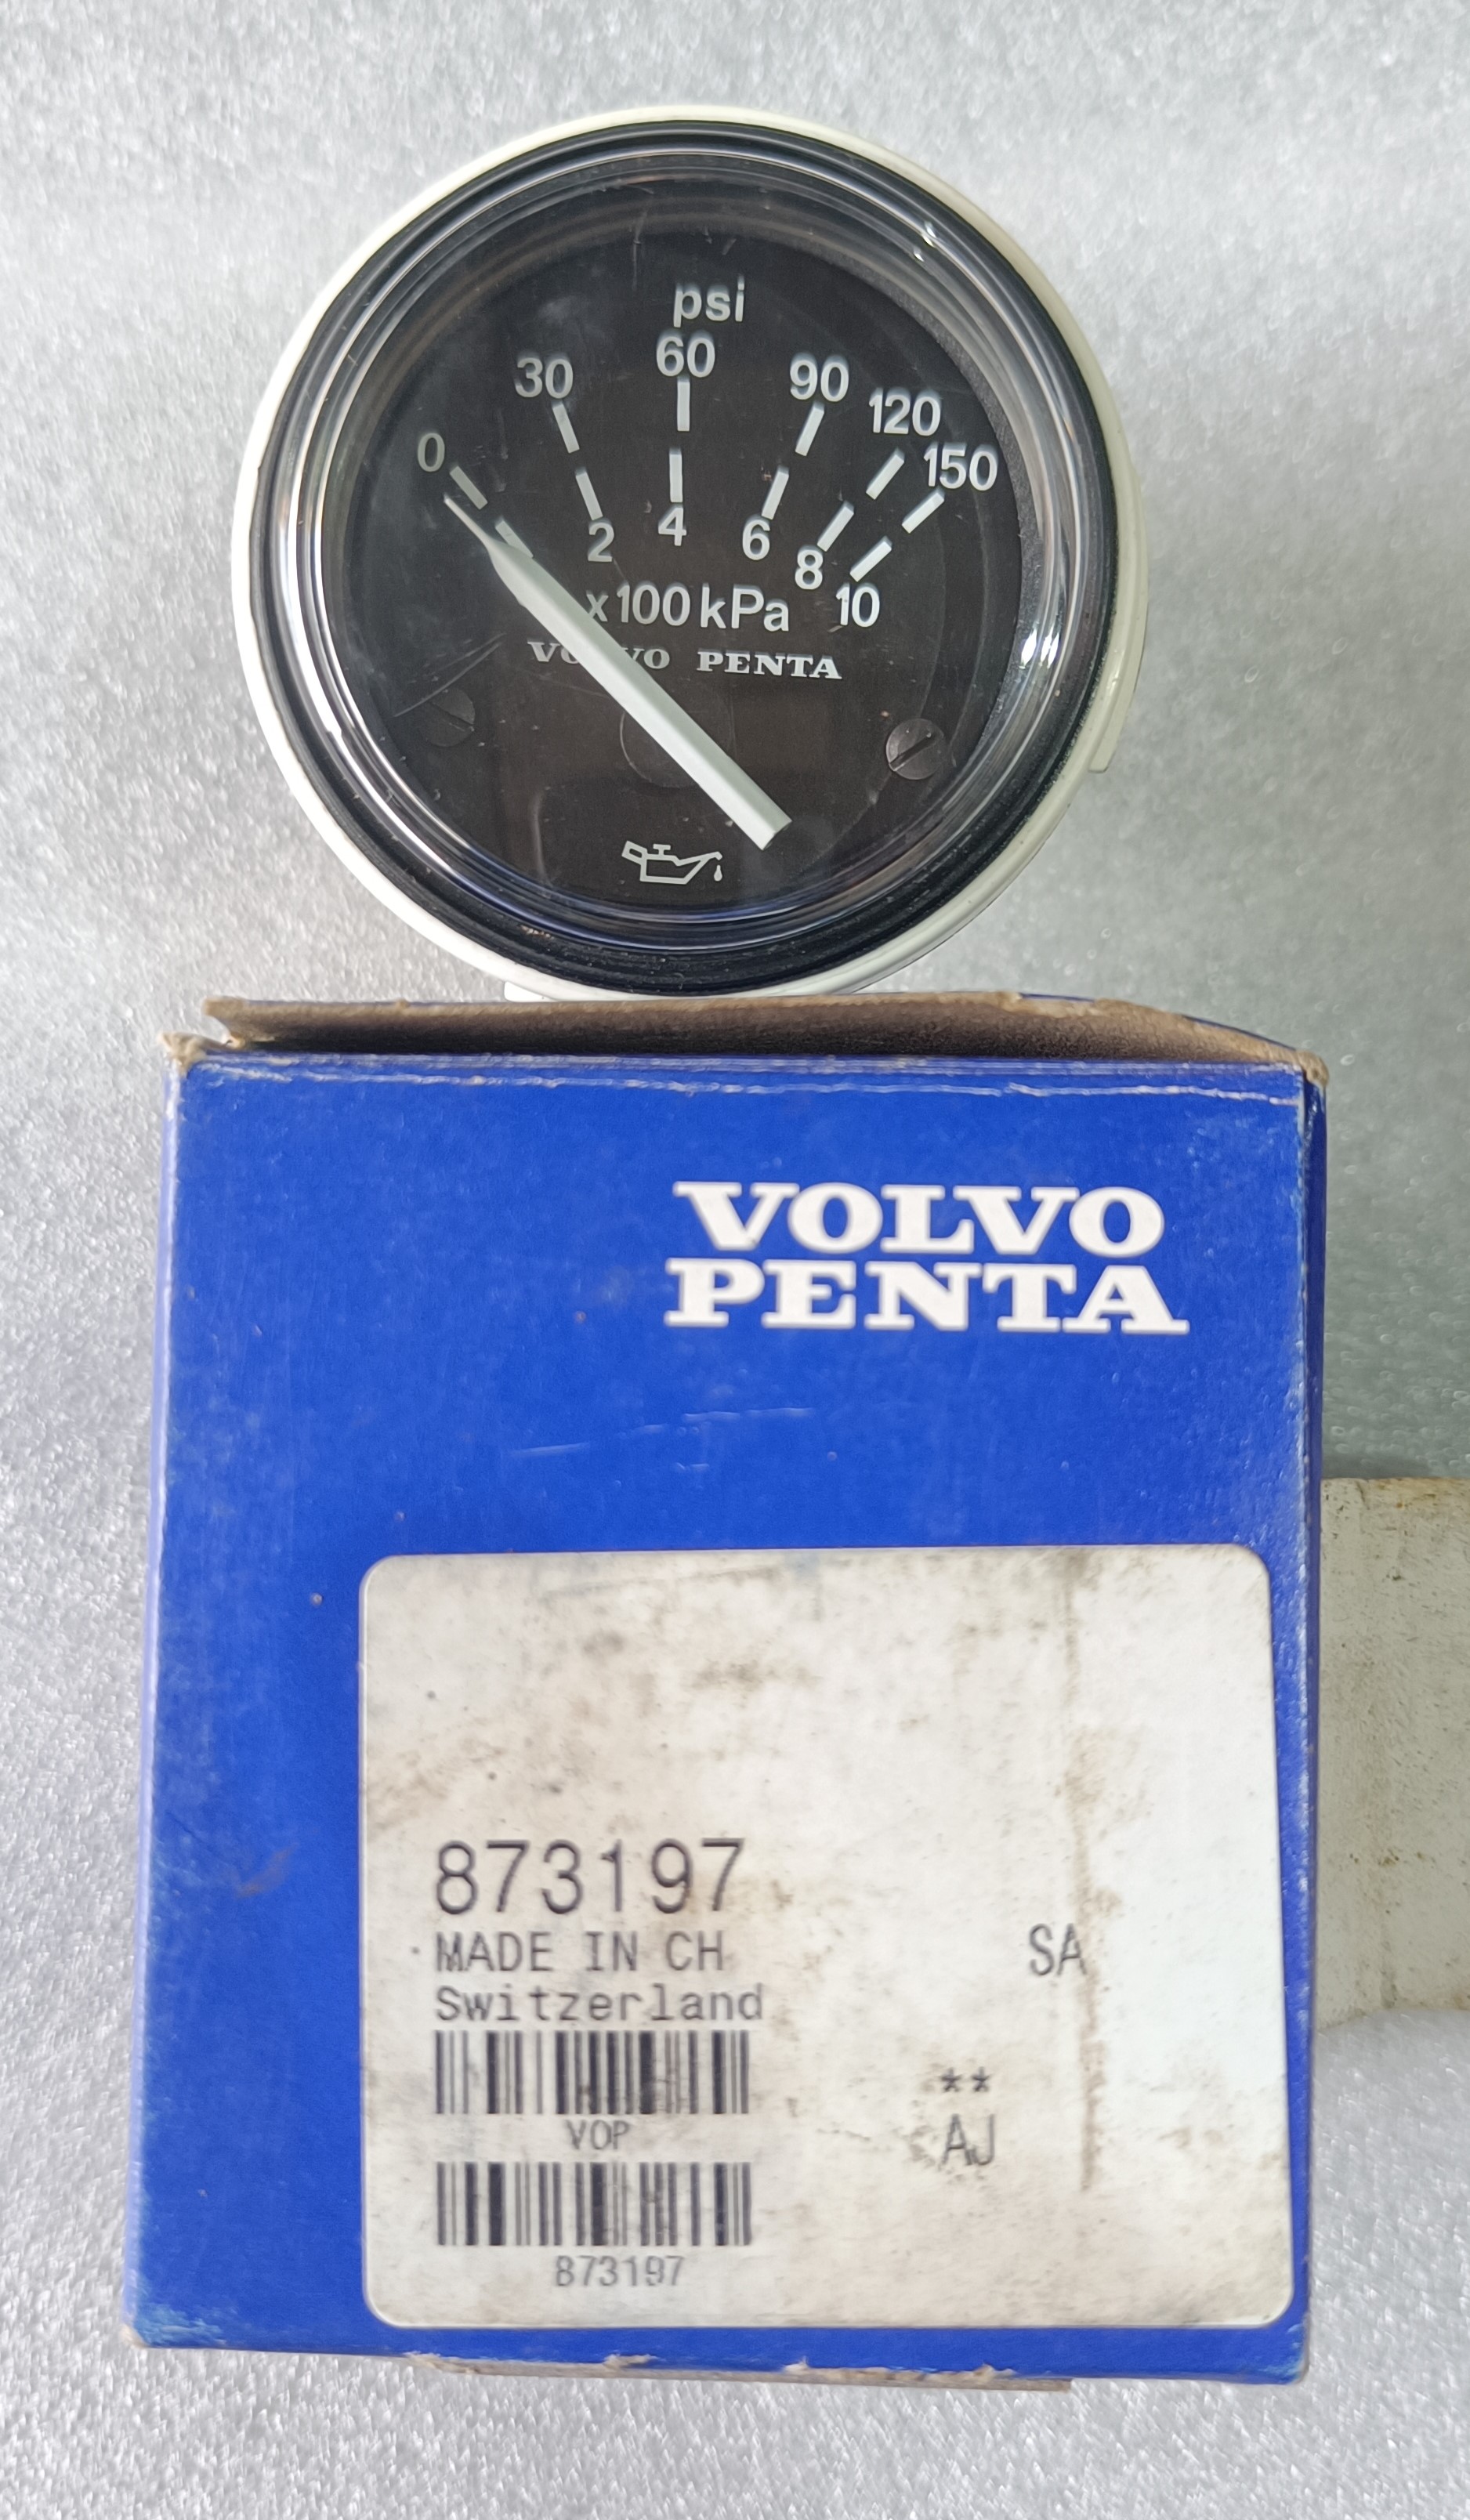 psi
0 30 60 90 120 150
2 4 6 8 10
x100 kPa
VOLVO PENTA
VOLVO
PENTA
873197
MADE IN CH SA
Switzerland
**
VOP AJ
873197